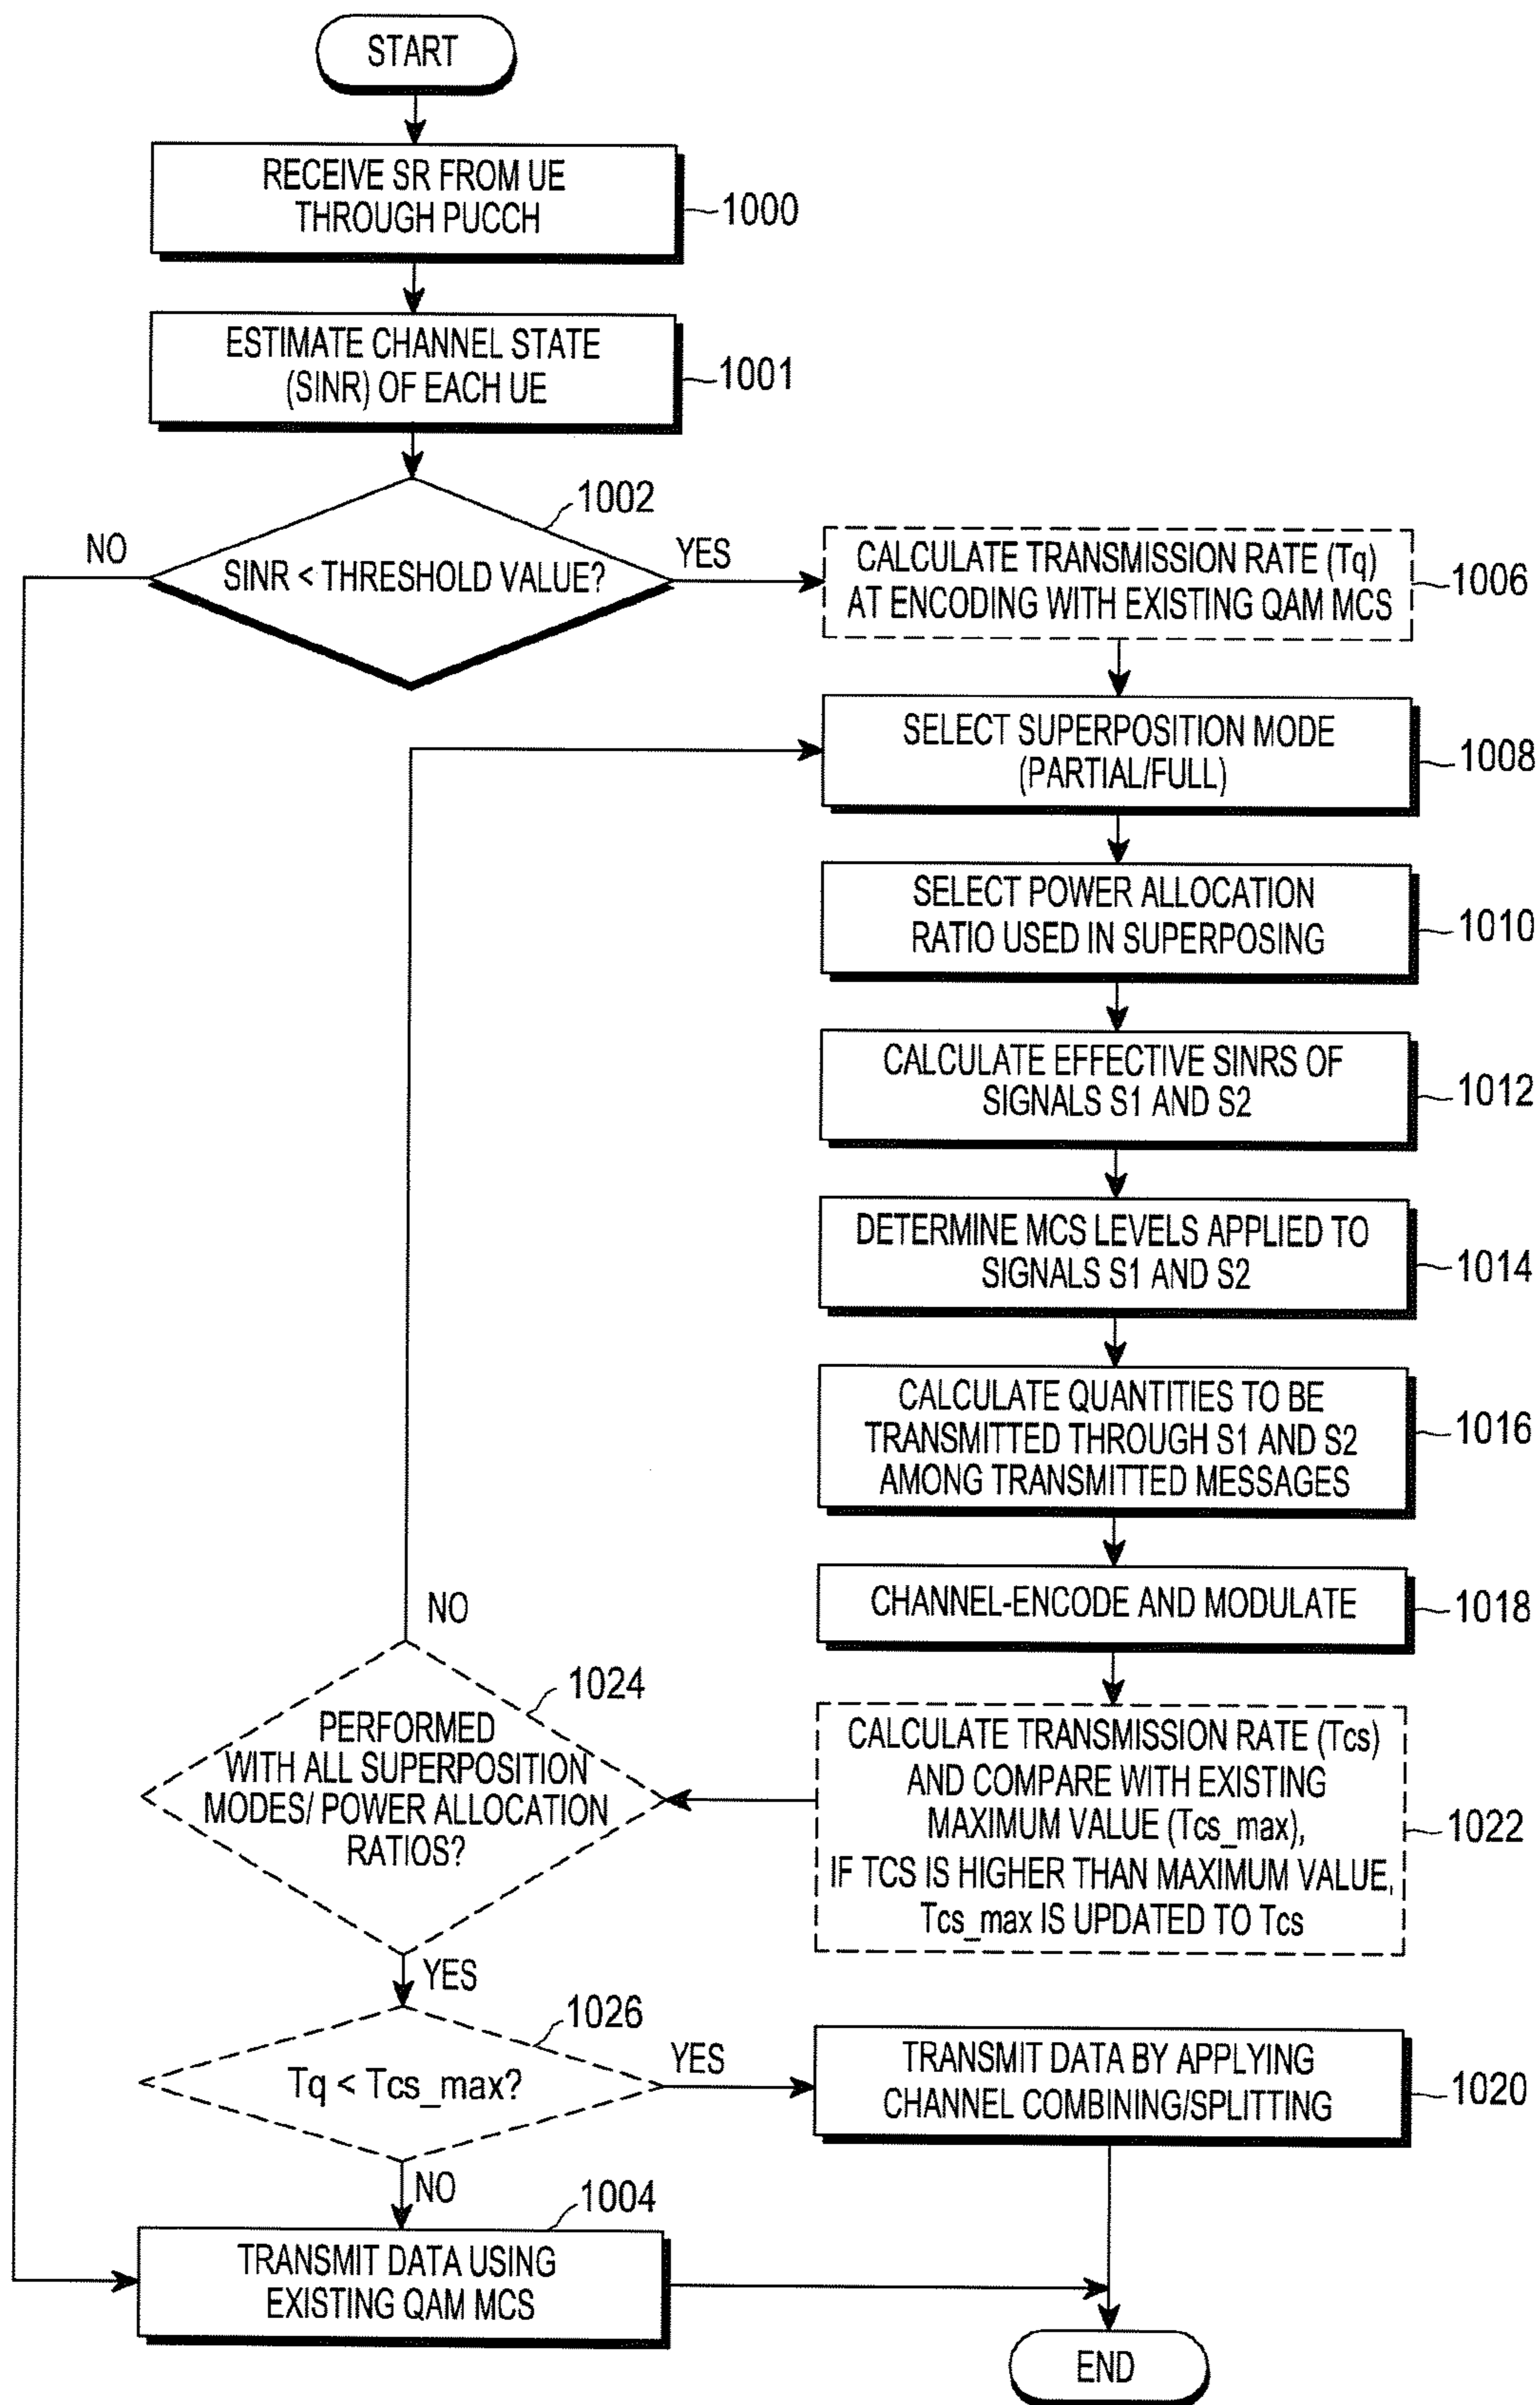 START
RECEIVE SR FROM UE
THROUGH PUCCH
1000
ESTIMATE CHANNEL STATE
(SINR) OF EACH UE
1001
1002
NO
SINR < THRESHOLD VALUE?
YES
CALCULATE TRANSMISSION RATE (Tq)
AT ENCODING WITH EXISTING QAM MCS
1006
SELECT SUPERPOSITION MODE
(PARTIAL/FULL)
1008
SELECT POWER ALLOCATION
RATIO USED IN SUPERPOSING
1010
CALCULATE EFFECTIVE SINRS OF
SIGNALS S1 AND S2
1012
DETERMINE MCS LEVELS APPLIED TO
SIGNALS S1 AND S2
1014
CALCULATE QUANTITIES TO BE
TRANSMITTED THROUGH S1 AND S2
AMONG TRANSMITTED MESSAGES
1016
CHANNEL-ENCODE AND MODULATE
1018
CALCULATE TRANSMISSION RATE (Tcs)
AND COMPARE WITH EXISTING
MAXIMUM VALUE (Tcs_max),
IF TCS IS HIGHER THAN MAXIMUM VALUE,
Tcs_max IS UPDATED TO Tcs
1022
NO
1024
PERFORMED
WITH ALL SUPERPOSITION
MODES/ POWER ALLOCATION
RATIOS?
YES
1026
Tq < Tcs_max?
YES
TRANSMIT DATA BY APPLYING
CHANNEL COMBINING/SPLITTING
1020
NO
1004
TRANSMIT DATA USING
EXISTING QAM MCS
END